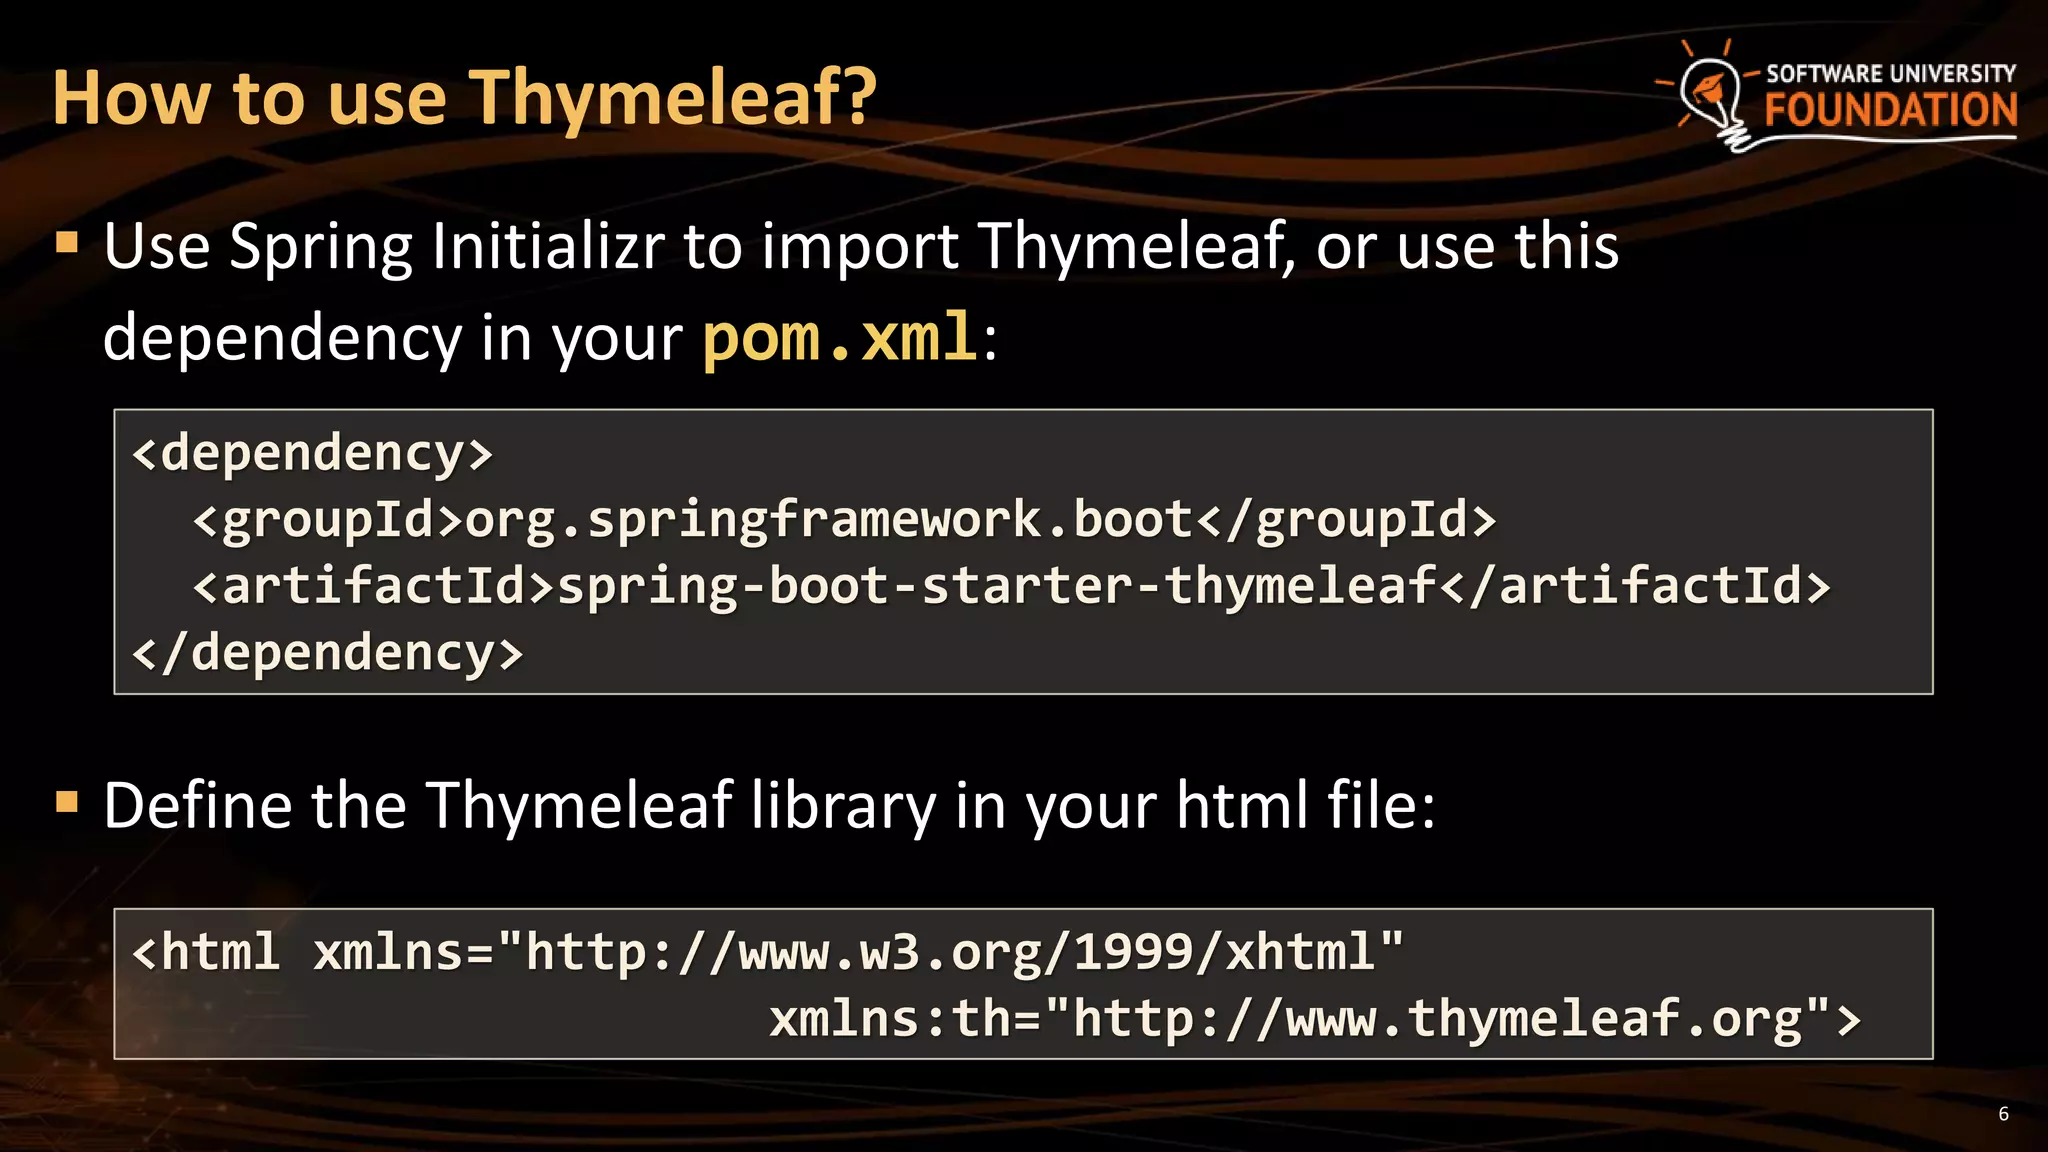 How to use Thymeleaf?
SOFTWARE UNIVERSITY
FOUNDATION
▪ Use Spring Initializr to import Thymeleaf, or use this
dependency in your pom.xml:
<dependency>
  <groupId>org.springframework.boot</groupId>
  <artifactId>spring-boot-starter-thymeleaf</artifactId>
</dependency>
▪ Define the Thymeleaf library in your html file:
<html xmlns="http://www.w3.org/1999/xhtml"
                     xmlns:th="http://www.thymeleaf.org">
6